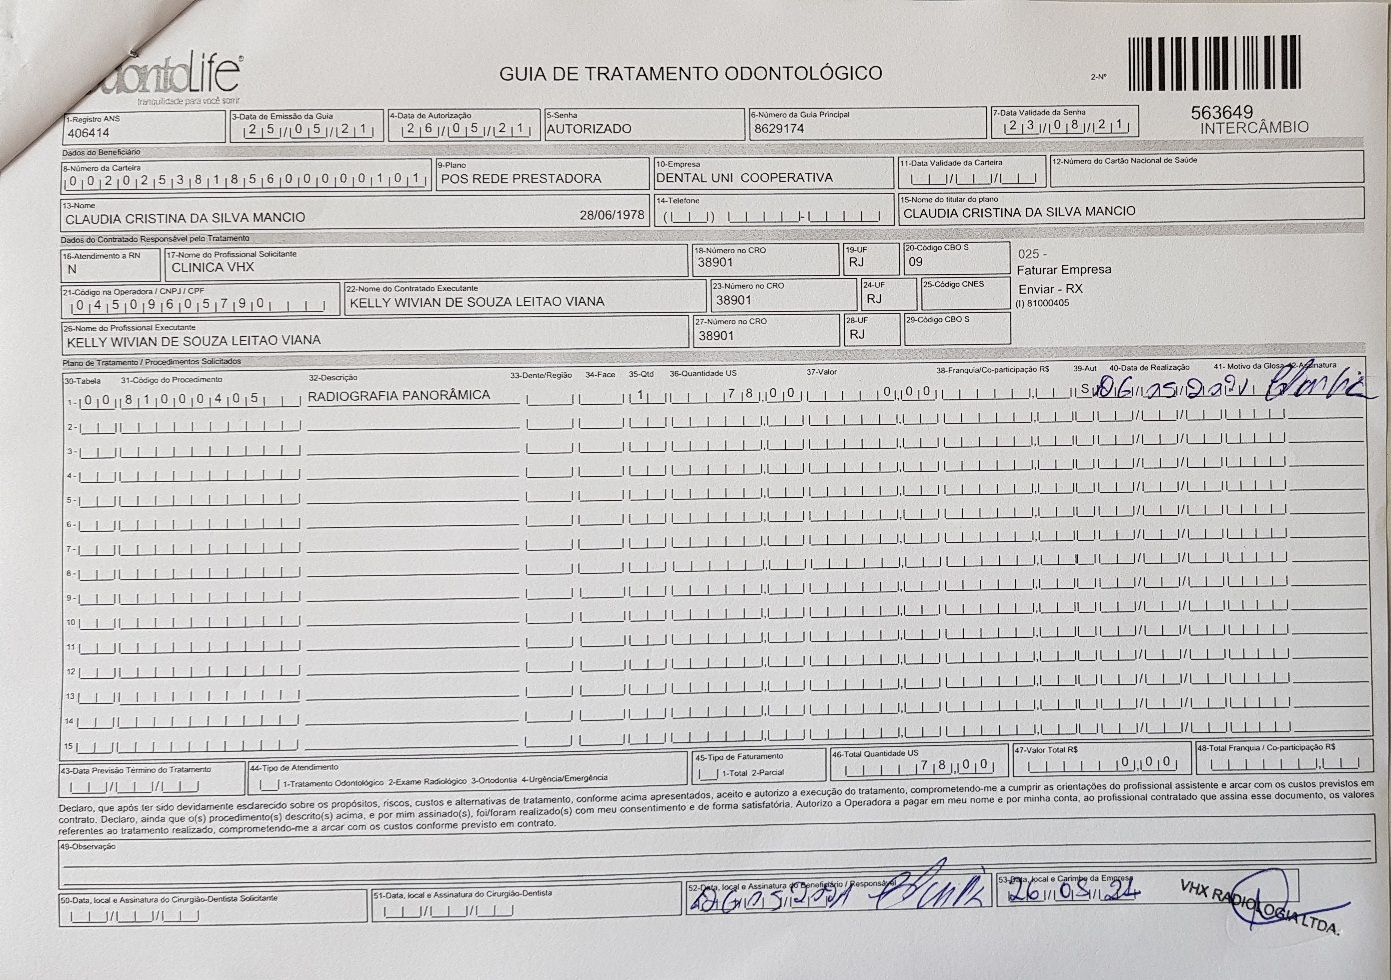 ontoLife
tranquilidade para você sorrir
GUIA DE TRATAMENTO ODONTOLÓGICO
2-Nº
563649
INTERCÂMBIO
1-Registro ANS
406414
3-Data de Emissão da Guia
25/05/21
4-Data de Autorização
26/05/21
5-Senha
AUTORIZADO
6-Número da Guia Principal
8629174
7-Data Validade da Senha
23/08/21
Dados do Beneficiário
8-Número da Carteira
00202538185600000101
9-Plano
POS REDE PRESTADORA
10-Empresa
DENTAL UNI COOPERATIVA
11-Data Validade da Carteira
12-Número do Cartão Nacional de Saúde
13-Nome
CLAUDIA CRISTINA DA SILVA MANCIO 28/06/1978
14-Telefone
15-Nome do titular do plano
CLAUDIA CRISTINA DA SILVA MANCIO
Dados do Contratado Responsável pelo Tratamento
16-Atendimento a RN
N
17-Nome do Profissional Solicitante
CLINICA VHX
18-Número no CRO
38901
19-UF
RJ
20-Código CBO S
09
025 -
Faturar Empresa
Enviar - RX
(I) 81000405
21-Código na Operadora / CNPJ / CPF
04509605790
22-Nome do Contratado Executante
KELLY WIVIAN DE SOUZA LEITAO VIANA
23-Número no CRO
38901
24-UF
RJ
25-Código CNES
26-Nome do Profissional Executante
KELLY WIVIAN DE SOUZA LEITAO VIANA
27-Número no CRO
38901
28-UF
RJ
29-Código CBO S
Plano de Tratamento / Procedimentos Solicitados
30-Tabela 31-Código do Procedimento 32-Descrição 33-Dente/Região 34-Face 35-Qtd 36-Quantidade US 37-Valor 38-Franquia/Co-participação R$ 39-Aut 40-Data de Realização 41- Motivo da Glosa 42-Assinatura
1- 00 81000405 RADIOGRAFIA PANORÂMICA 1 78,00 0,00 S 26/05/2021
2-
3-
4-
5-
6-
7-
8-
9-
10
11
12
13
14
15
43-Data Previsão Término do Tratamento
44-Tipo de Atendimento
1-Tratamento Odontológico 2-Exame Radiológico 3-Ortodontia 4-Urgência/Emergência
45-Tipo de Faturamento
1-Total 2-Parcial
46-Total Quantidade US
78,00
47-Valor Total R$
0,00
48-Total Franquia / Co-participação R$
Declaro, que após ter sido devidamente esclarecido sobre os propósitos, riscos, custos e alternativas de tratamento, conforme acima apresentados, aceito e autorizo a execução do tratamento, comprometendo-me a cumprir as orientações do profissional assistente e arcar com os custos previstos em
contrato. Declaro, ainda que o(s) procedimento(s) descrito(s) acima, e por mim assinado(s), foi/foram realizado(s) com meu consentimento e de forma satisfatória. Autorizo a Operadora a pagar em meu nome e por minha conta, ao profissional contratado que assina esse documento, os valores
referentes ao tratamento realizado, comprometendo-me a arcar com os custos conforme previsto em contrato.
49-Observação
50-Data, local e Assinatura do Cirurgião-Dentista Solicitante
51-Data, local e Assinatura do Cirurgião-Dentista
52-Data, local e Assinatura do Beneficiário / Responsável
26/05/2021
53-Data, local e Carimbo da Empresa
26/05/21
VHX RADIOLOGIA LTDA.